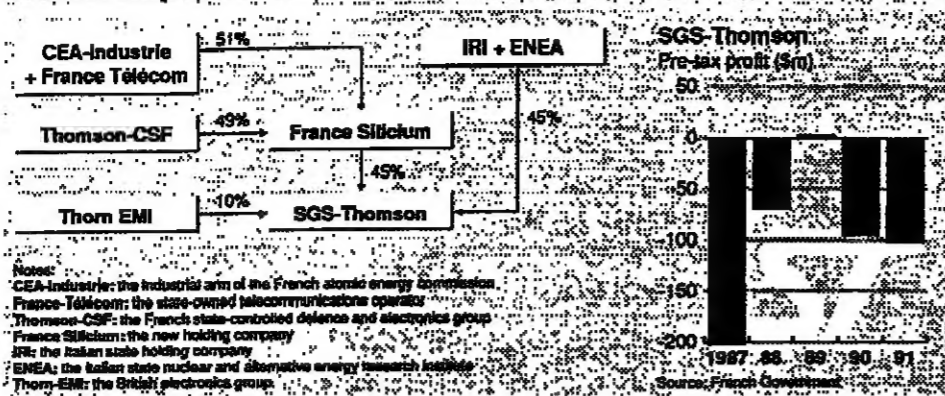 CEA-Industrie
+ France Télécom
51%
IRI + ENEA
Thomson-CSF
49%
France Silicium
45%
45%
Thorn EMI
10%
SGS-Thomson
Notes:
CEA-Industrie: the industrial arm of the French atomic energy commission
France-Télécom: the state-owned telecommunications operator
Thomson-CSF: the French state-controlled defence and electronics group
France Silicium: the new holding company
IRI: the Italian state holding company
ENEA: the Italian state nuclear and alternative energy research institute
Thorn-EMI: the British electronics group
SGS-Thomson
Pre-tax profit ($m)
50
0
50
-100
150
200
1987 88 89 90 91
Source: French Government